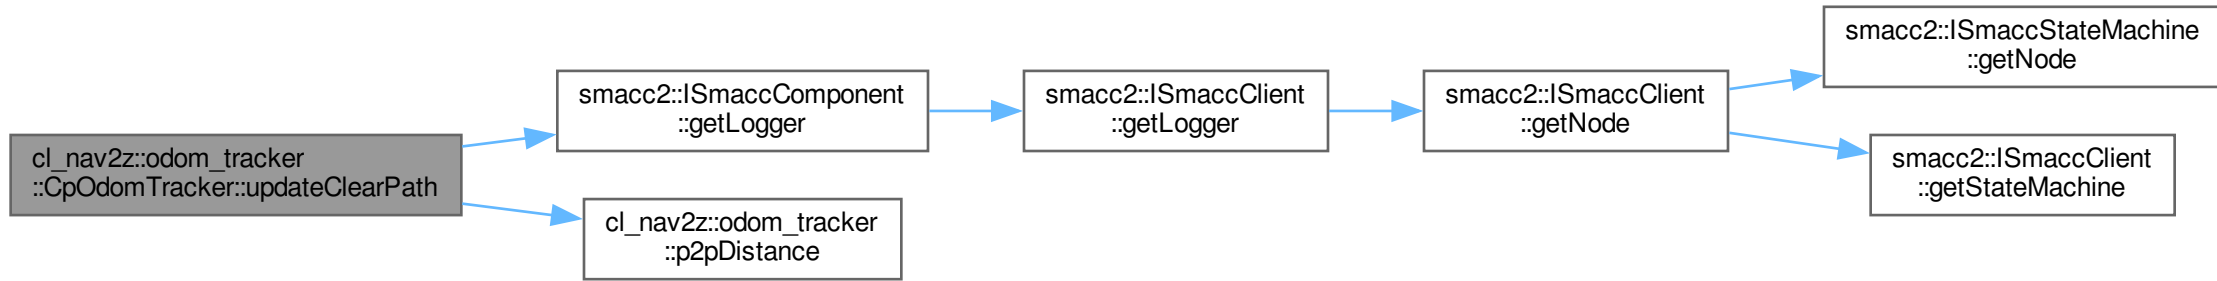 cl_nav2z::odom_tracker
::CpOdomTracker::updateClearPath
smacc2::ISmaccComponent
::getLogger
cl_nav2z::odom_tracker
::p2pDistance
smacc2::ISmaccClient
::getLogger
smacc2::ISmaccClient
::getNode
smacc2::ISmaccStateMachine
::getNode
smacc2::ISmaccClient
::getStateMachine